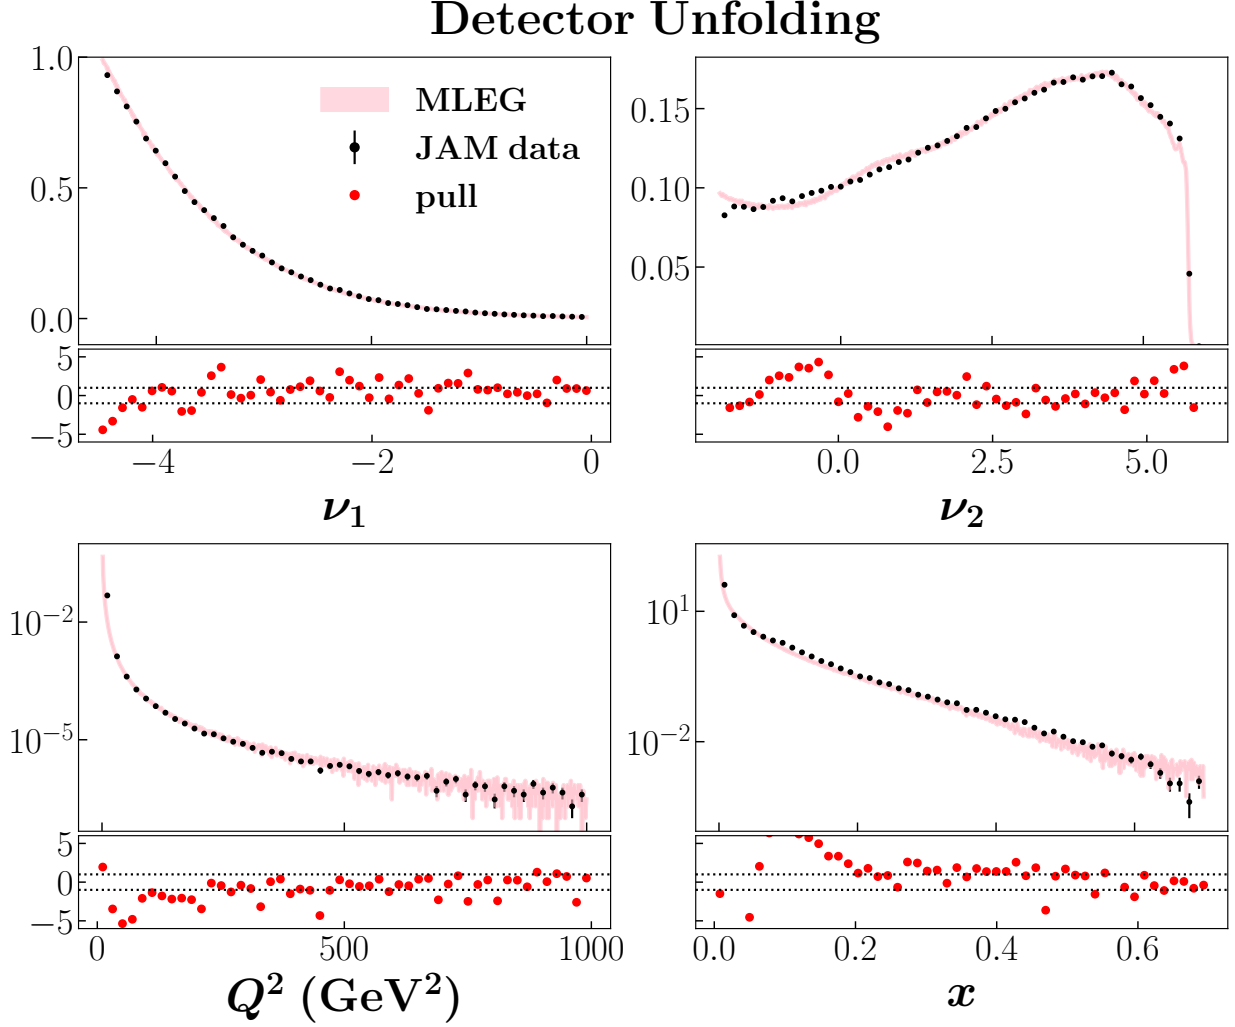 Detector Unfolding
1.0
0.5
0.0
MLEG
JAM data
pull
5
0
−5
−4 −2 0
ν₁
0.15
0.10
0.05
0.0 2.5 5.0
ν₂
10⁻²
10⁻⁵
5
0
−5
0 500 1000
Q² (GeV²)
10¹
10⁻²
0.0 0.2 0.4 0.6
x